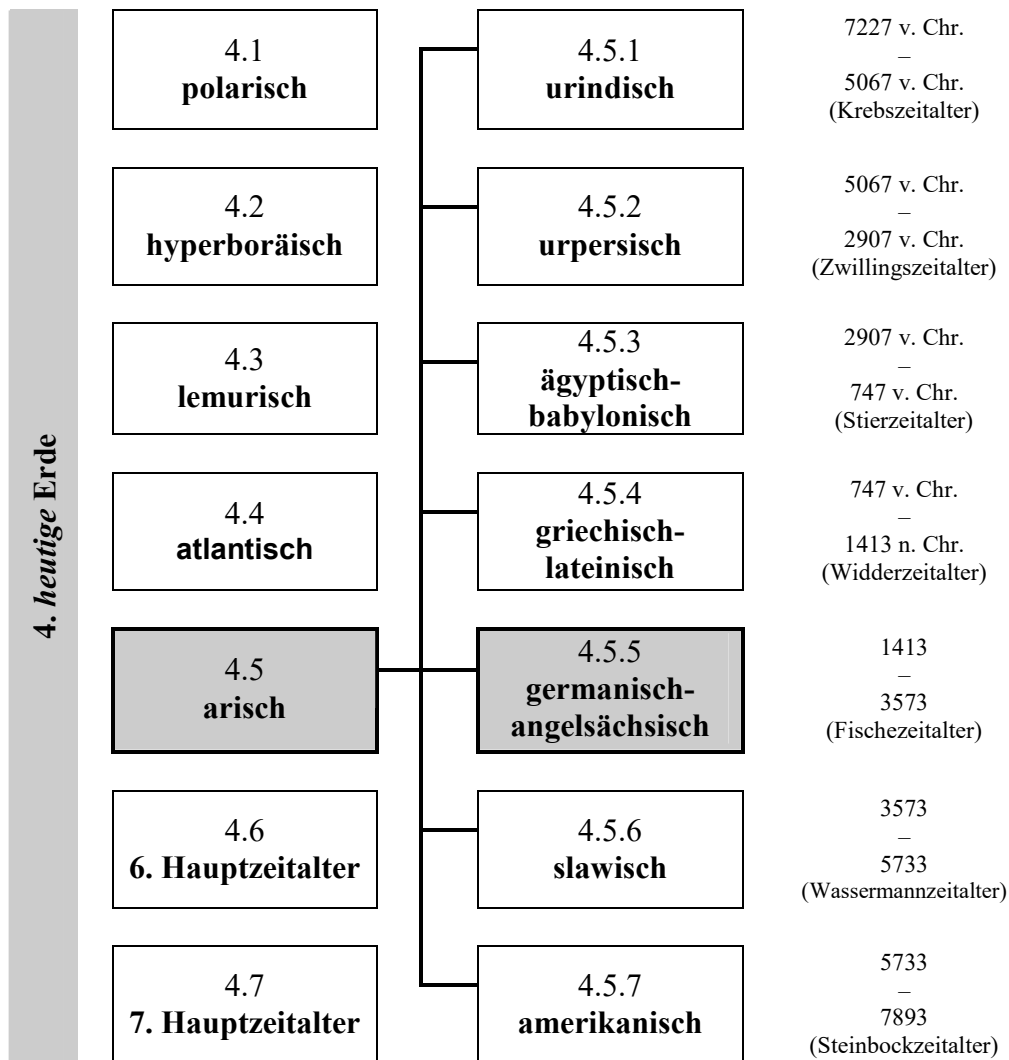 4. heutige Erde
4.1
polarisch
4.5.1
urindisch
7227 v. Chr.
–
5067 v. Chr.
(Krebszeitalter)
4.2
hyperboräisch
4.5.2
urpersisch
5067 v. Chr.
–
2907 v. Chr.
(Zwillingszeitalter)
4.3
lemurisch
4.5.3
ägyptisch-
babylonisch
2907 v. Chr.
–
747 v. Chr.
(Stierzeitalter)
4.4
atlantisch
4.5.4
griechisch-
lateinisch
747 v. Chr.
–
1413 n. Chr.
(Widderzeitalter)
4.5
arisch
4.5.5
germanisch-
angelsächsisch
1413
–
3573
(Fischezeitalter)
4.6
6. Hauptzeitalter
4.5.6
slawisch
3573
–
5733
(Wassermannzeitalter)
4.7
7. Hauptzeitalter
4.5.7
amerikanisch
5733
–
7893
(Steinbockzeitalter)